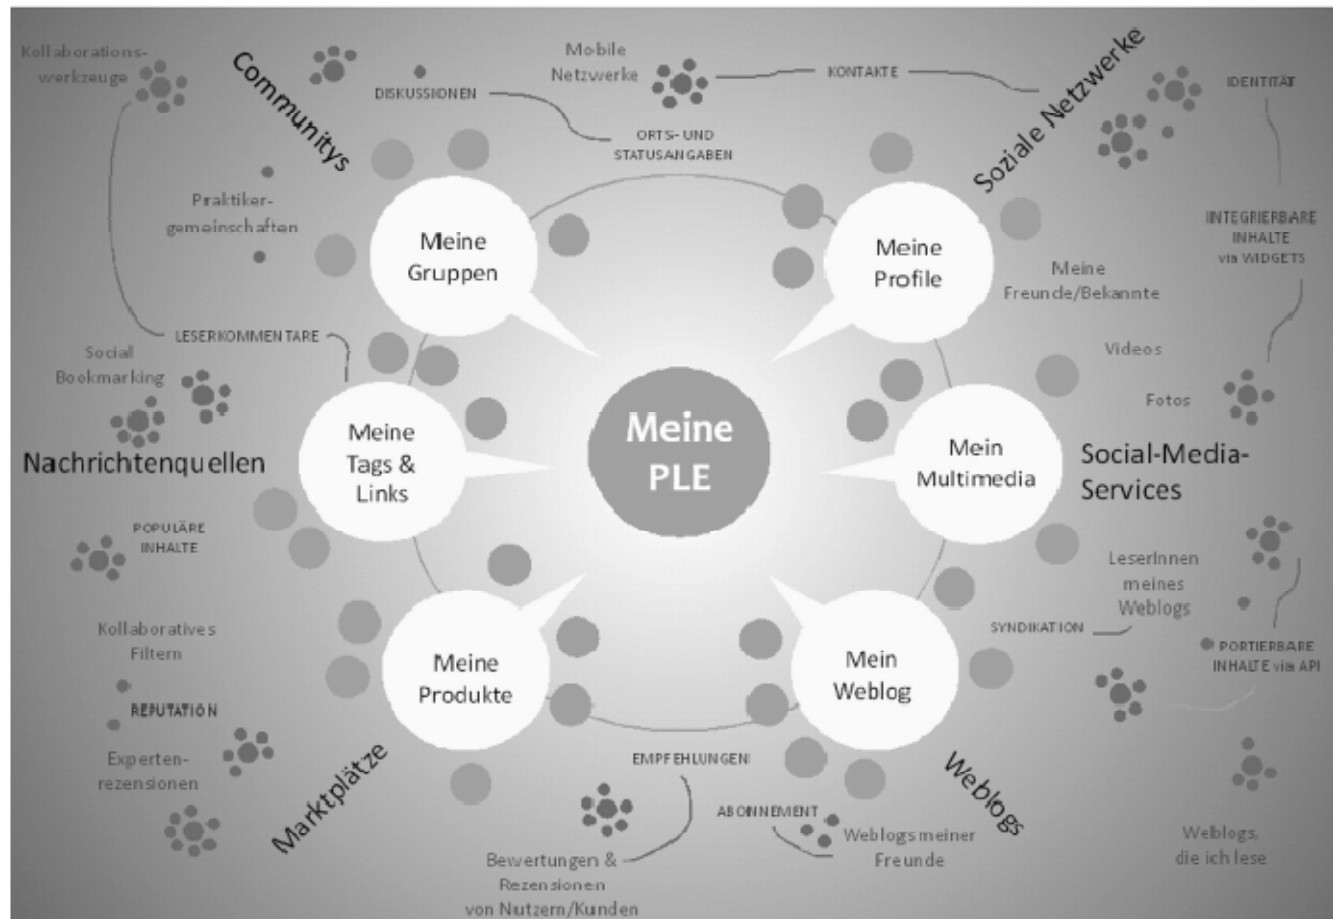 Kollaborations-
werkzeuge
Communitys
DISKUSSIONEN
Mobile
Netzwerke
KONTAKTE
ORTS- UND
STATUSANGABEN
Soziale Netzwerke
IDENTITÄT
Praktiker-
gemeinschaften
Meine
Gruppen
Meine
Profile
INTEGRIERBARE
INHALTE
via WIDGETS
Meine
Freunde/Bekannte
LESERKOMMENTARE
Social
Bookmarking
Videos
Fotos
Nachrichtenquellen
Meine
Tags &
Links
Meine
PLE
Mein
Multimedia
Social-Media-
Services
POPULÄRE
INHALTE
LeserInnen
meines
Weblogs
SYNDIKATION
PORTIERBARE
INHALTE via API
Kollaboratives
Filtern
REPUTATION
Experten-
rezensionen
Meine
Produkte
Mein
Weblog
Marktplätze
EMPFEHLUNGEN
ABONNEMENT
Weblogs
Bewertungen &
Rezensionen
von Nutzern/Kunden
Weblogs meiner
Freunde
Weblogs,
die ich lese